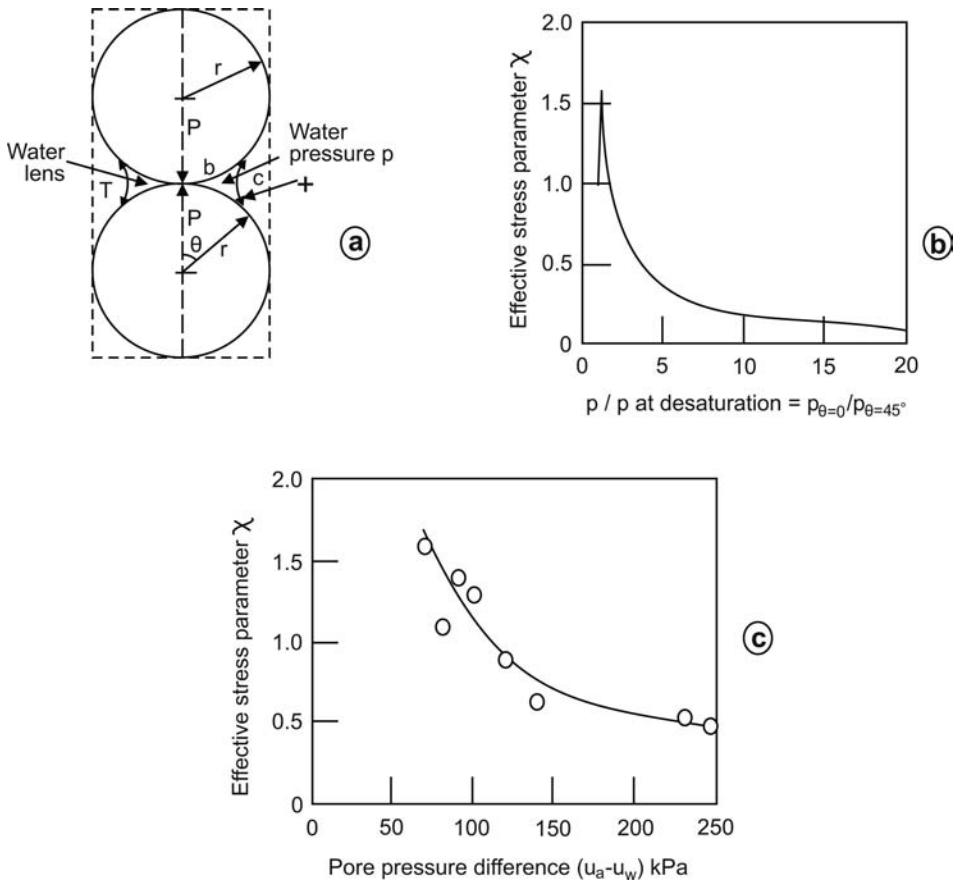 r
P
Water
lens
Water
pressure p
b
T
c
P
θ
r
a
Effective stress parameter χ
2.0
1.5
1.0
0.5
0
0 5 10 15 20
p / p at desaturation = pθ=0/pθ=45°
b
Effective stress parameter χ
2.0
1.5
1.0
0.5
0
0 50 100 150 200 250
Pore pressure difference (ua-uw) kPa
c